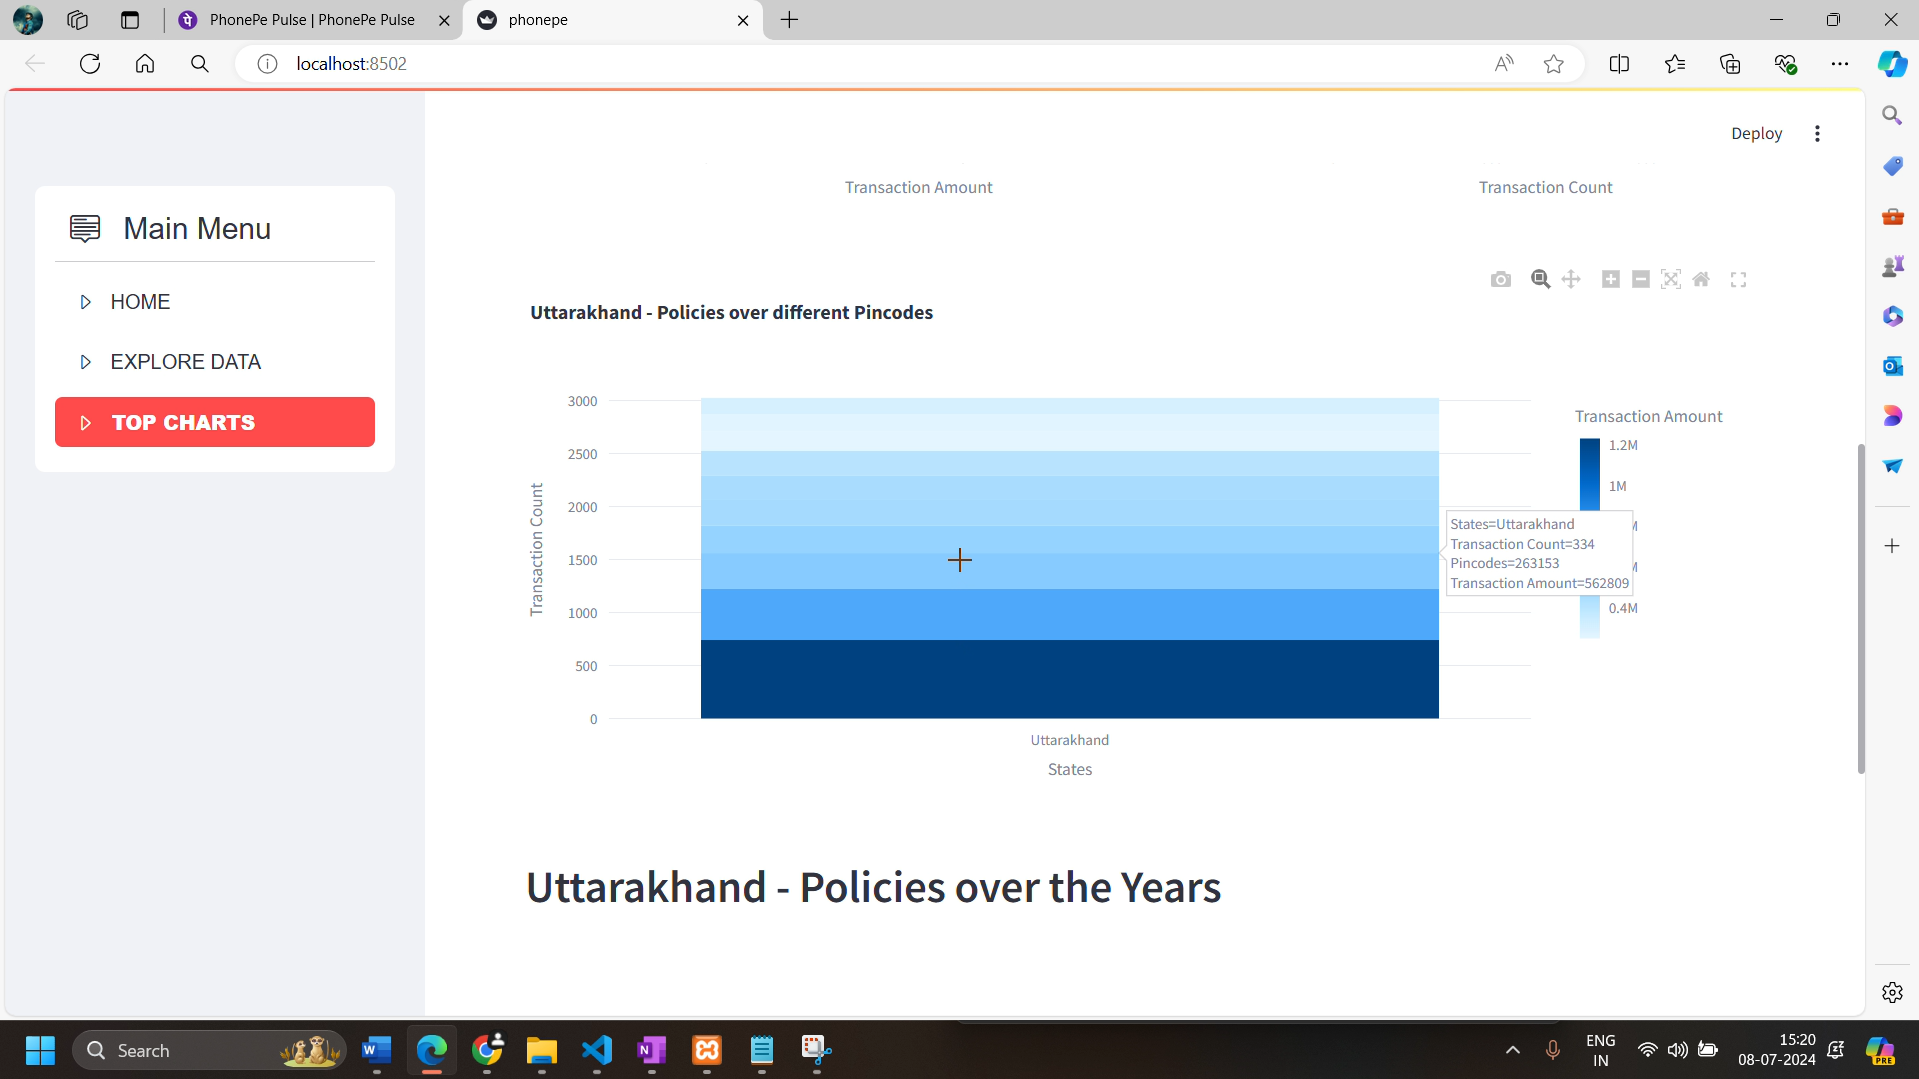 PhonePe Pulse | PhonePe Pulse
phonepe
localhost:8502
Deploy
Main Menu
HOME
EXPLORE DATA
TOP CHARTS
Transaction Amount
Transaction Count
Uttarakhand - Policies over different Pincodes
3000
2500
2000
1500
1000
500
0
Transaction Count
Uttarakhand
States
Transaction Amount
1.2M
1M
M
M
0.4M
States=Uttarakhand
Transaction Count=334
Pincodes=263153
Transaction Amount=562809
Uttarakhand - Policies over the Years
Search
ENG
IN
15:20
08-07-2024
PRE